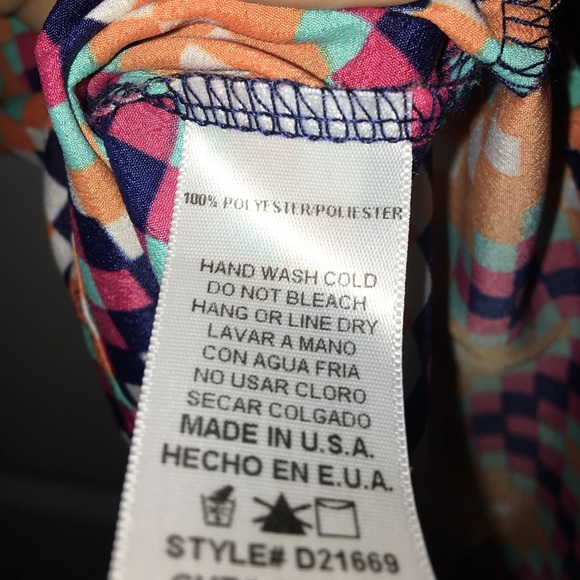 100% POLYESTER/POLIESTER
HAND WASH COLD
DO NOT BLEACH
HANG OR LINE DRY
LAVAR A MANO
CON AGUA FRIA
NO USAR CLORO
SECAR COLGADO
MADE IN U.S.A.
HECHO EN E.U.A.
STYLE# D21669